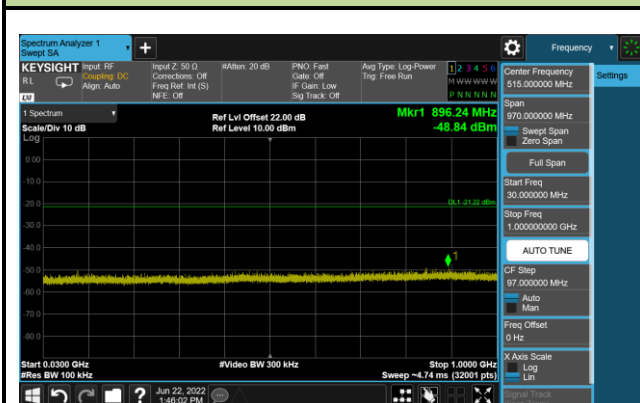 Spectrum Analyzer 1
Swept SA
+
Frequency
KEYSIGHT
RL
Input: RF
Coupling: DC
Align: Auto
Input Z: 50 Ω
Corrections: Off
Freq Ref: Int (S)
NFE: Off
#Atten: 20 dB
PNO: Fast
Gate: Off
IF Gain: Low
Sig Track: Off
Avg Type: Log-Power
Trig: Free Run
1 2 3 4 5 6
M W W W W W
P N N N N N
Center Frequency
515.000000 MHz
Settings
1 Spectrum
Scale/Div 10 dB
Log
Ref Lvl Offset 22.00 dB
Ref Level 10.00 dBm
Mkr1 896.24 MHz
-48.84 dBm
Span
970.000000 MHz
Swept Span
Zero Span
Full Span
0.00
-10.0
-20.0
-30.0
-40.0
-50.0
-60.0
-70.0
-80.0
DL1 -21.22 dBm
1
Start Freq
30.000000 MHz
Stop Freq
1.000000000 GHz
AUTO TUNE
CF Step
97.000000 MHz
Auto
Man
Freq Offset
0 Hz
X Axis Scale
Log
Lin
Signal Track
Start 0.0300 GHz
#Res BW 100 kHz
#Video BW 300 kHz
Stop 1.0000 GHz
Sweep ~4.74 ms (32001 pts)
Jun 22, 2022
1:46:02 PM